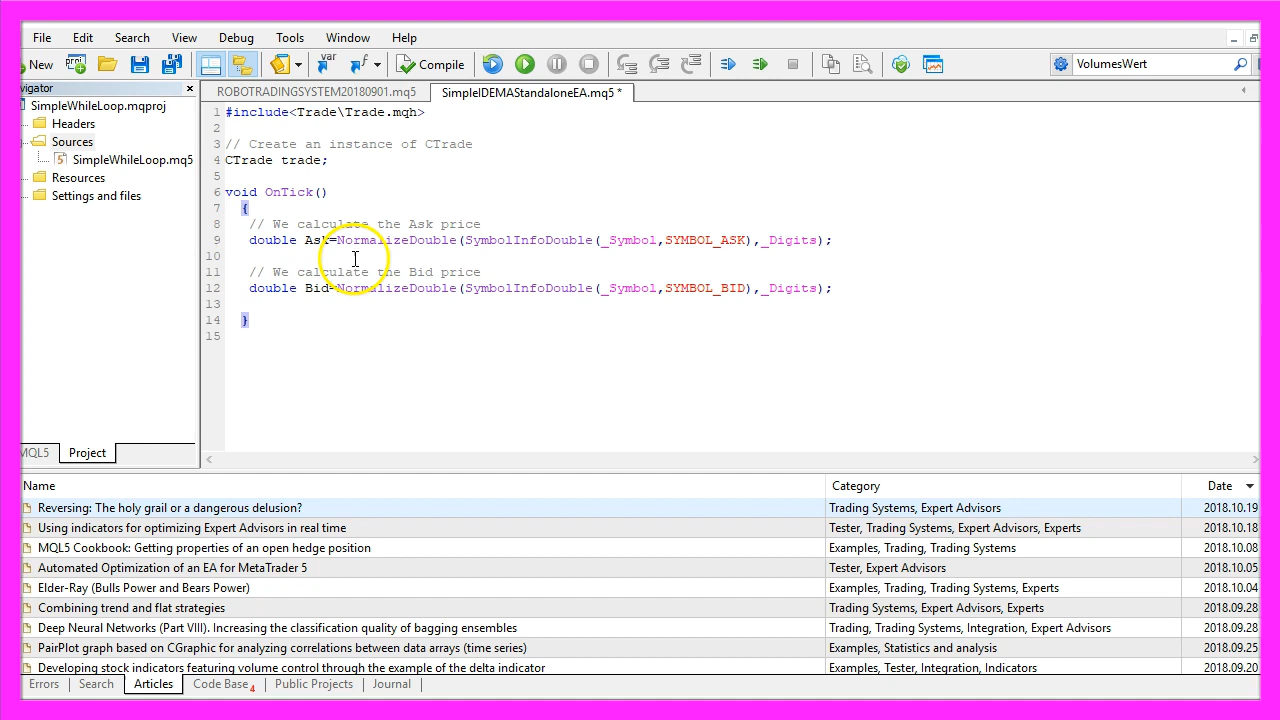 File Edit Search View Debug Tools Window Help
New Compile VolumesWert
vigator
ROBOTRADINGSYSTEM20180901.mq5 SimpleIDEMAStandaloneEA.mq5 *
SimpleWhileLoop.mqproj
Headers
Sources
SimpleWhileLoop.mq5
Resources
Settings and files
MQL5 Project
1 #include<Trade\Trade.mqh>
2
3 // Create an instance of CTrade
4 CTrade trade;
5
6 void OnTick()
7 {
8 // We calculate the Ask price
9 double Ask=NormalizeDouble(SymbolInfoDouble(_Symbol,SYMBOL_ASK),_Digits);
10
11 // We calculate the Bid price
12 double Bid=NormalizeDouble(SymbolInfoDouble(_Symbol,SYMBOL_BID),_Digits);
13
14 }
15
Name Category Date
Reversing: The holy grail or a dangerous delusion? Trading Systems, Expert Advisors 2018.10.19
Using indicators for optimizing Expert Advisors in real time Tester, Trading Systems, Expert Advisors, Experts 2018.10.18
MQL5 Cookbook: Getting properties of an open hedge position Examples, Trading, Trading Systems 2018.10.08
Automated Optimization of an EA for MetaTrader 5 Tester, Expert Advisors 2018.10.05
Elder-Ray (Bulls Power and Bears Power) Examples, Trading, Trading Systems, Experts 2018.10.04
Combining trend and flat strategies Trading Systems, Expert Advisors, Experts 2018.09.28
Deep Neural Networks (Part VIII). Increasing the classification quality of bagging ensembles Trading, Trading Systems, Integration, Expert Advisors 2018.09.28
PairPlot graph based on CGraphic for analyzing correlations between data arrays (time series) Examples, Statistics and analysis 2018.09.25
Developing stock indicators featuring volume control through the example of the delta indicator Examples, Tester, Integration, Indicators 2018.09.20
Errors Search Articles Code Base 4 Public Projects Journal